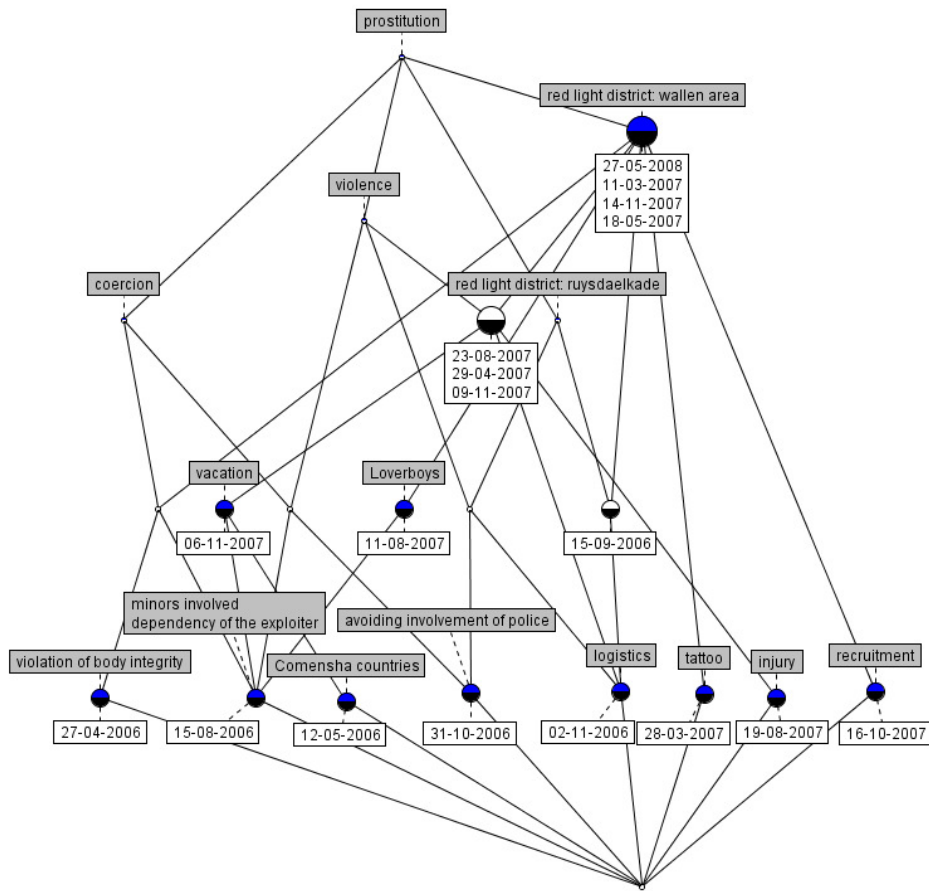 prostitution
red light district: wallen area
27-05-2008
11-03-2007
14-11-2007
18-05-2007
violence
coercion
red light district: ruysdaelkade
23-08-2007
29-04-2007
09-11-2007
vacation
Loverboys
06-11-2007
11-08-2007
15-09-2006
minors involved
dependency of the exploiter
avoiding involvement of police
violation of body integrity
Comensha countries
logistics
tattoo
injury
recruitment
27-04-2006
15-08-2006
12-05-2006
31-10-2006
02-11-2006
28-03-2007
19-08-2007
16-10-2007